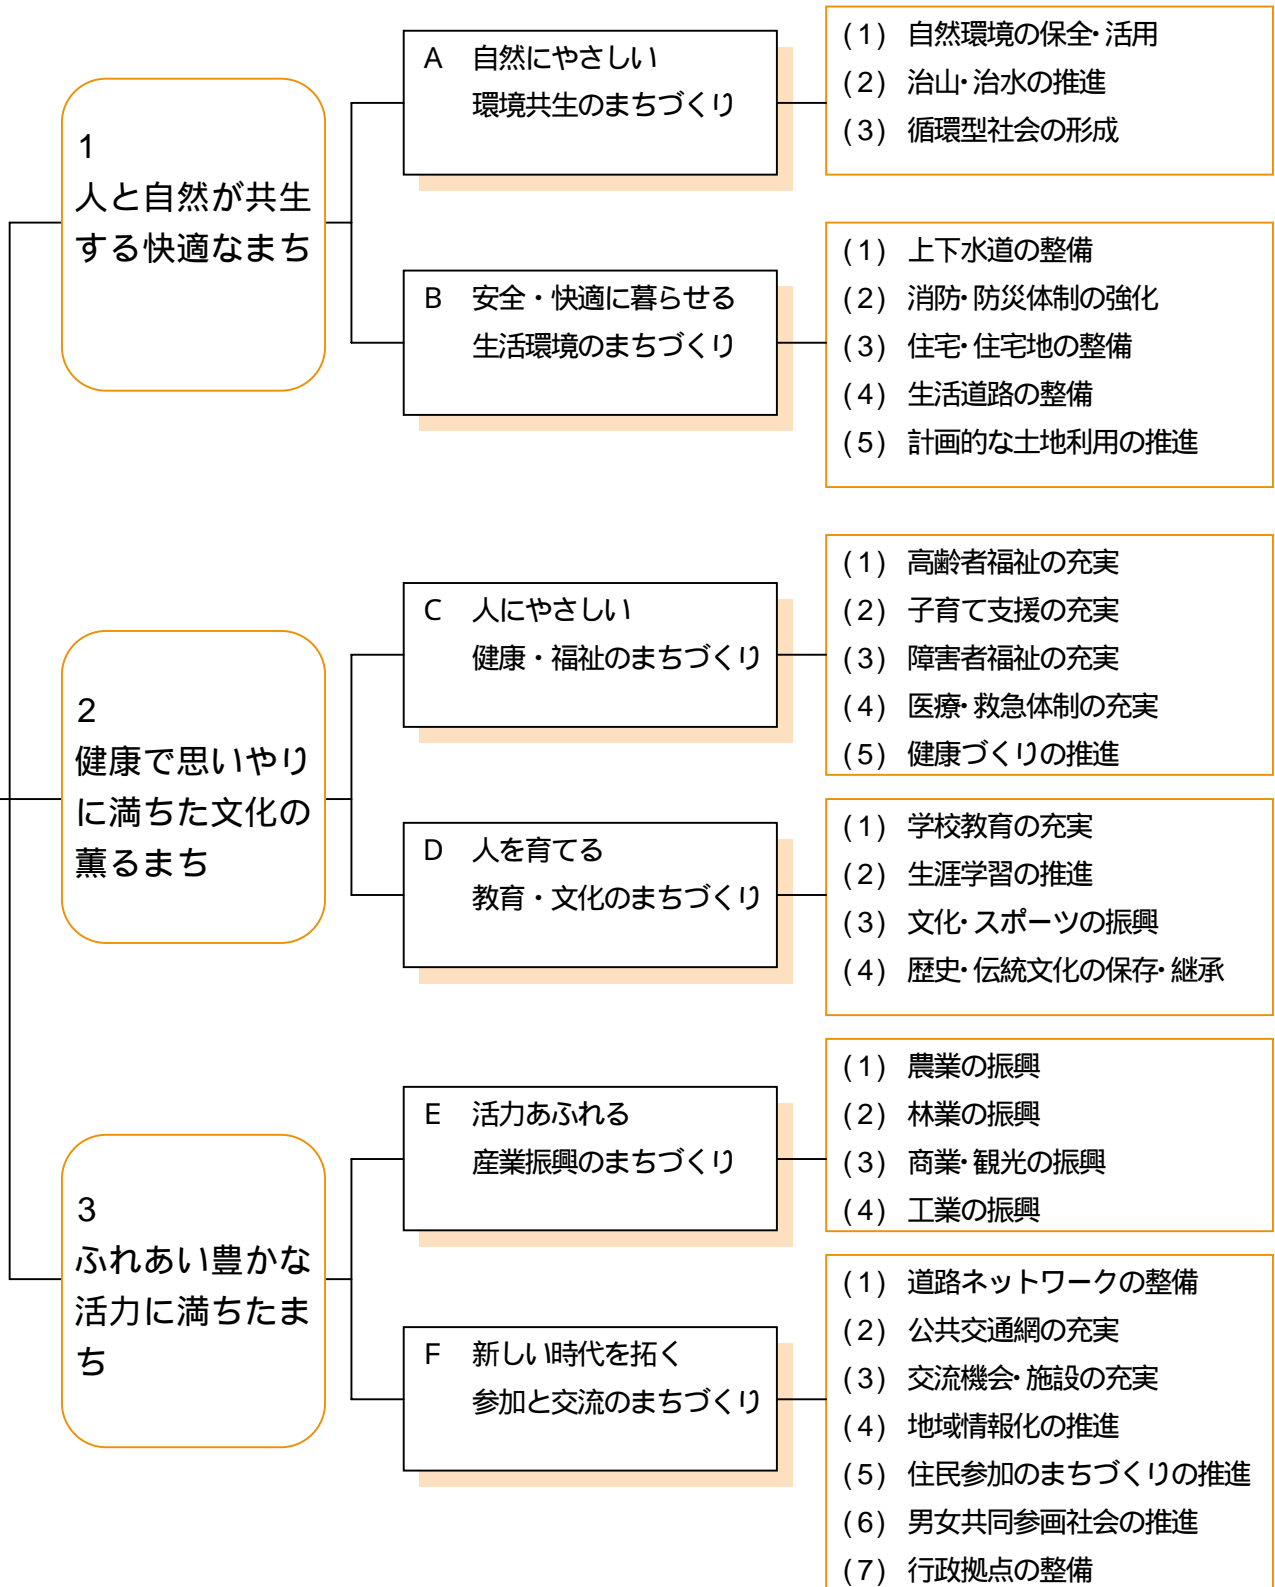 1
人と自然が共生
する快適なまち
A 自然にやさしい
環境共生のまちづくり
(1) 自然環境の保全・活用
(2) 治山・治水の推進
(3) 循環型社会の形成
B 安全・快適に暮らせる
生活環境のまちづくり
(1) 上下水道の整備
(2) 消防・防災体制の強化
(3) 住宅・住宅地の整備
(4) 生活道路の整備
(5) 計画的な土地利用の推進
2
健康で思いやり
に満ちた文化の
薫るまち
C 人にやさしい
健康・福祉のまちづくり
(1) 高齢者福祉の充実
(2) 子育て支援の充実
(3) 障害者福祉の充実
(4) 医療・救急体制の充実
(5) 健康づくりの推進
D 人を育てる
教育・文化のまちづくり
(1) 学校教育の充実
(2) 生涯学習の推進
(3) 文化・スポーツの振興
(4) 歴史・伝統文化の保存・継承
3
ふれあい豊かな
活力に満ちたま
ち
E 活力あふれる
産業振興のまちづくり
(1) 農業の振興
(2) 林業の振興
(3) 商業・観光の振興
(4) 工業の振興
F 新しい時代を拓く
参加と交流のまちづくり
(1) 道路ネットワークの整備
(2) 公共交通網の充実
(3) 交流機会・施設の充実
(4) 地域情報化の推進
(5) 住民参加のまちづくりの推進
(6) 男女共同参画社会の推進
(7) 行政拠点の整備